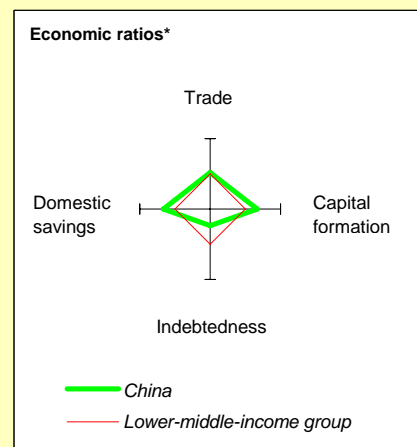 Economic ratios*
Trade
Domestic
savings
Capital
formation
Indebtedness
China
Lower-middle-income group